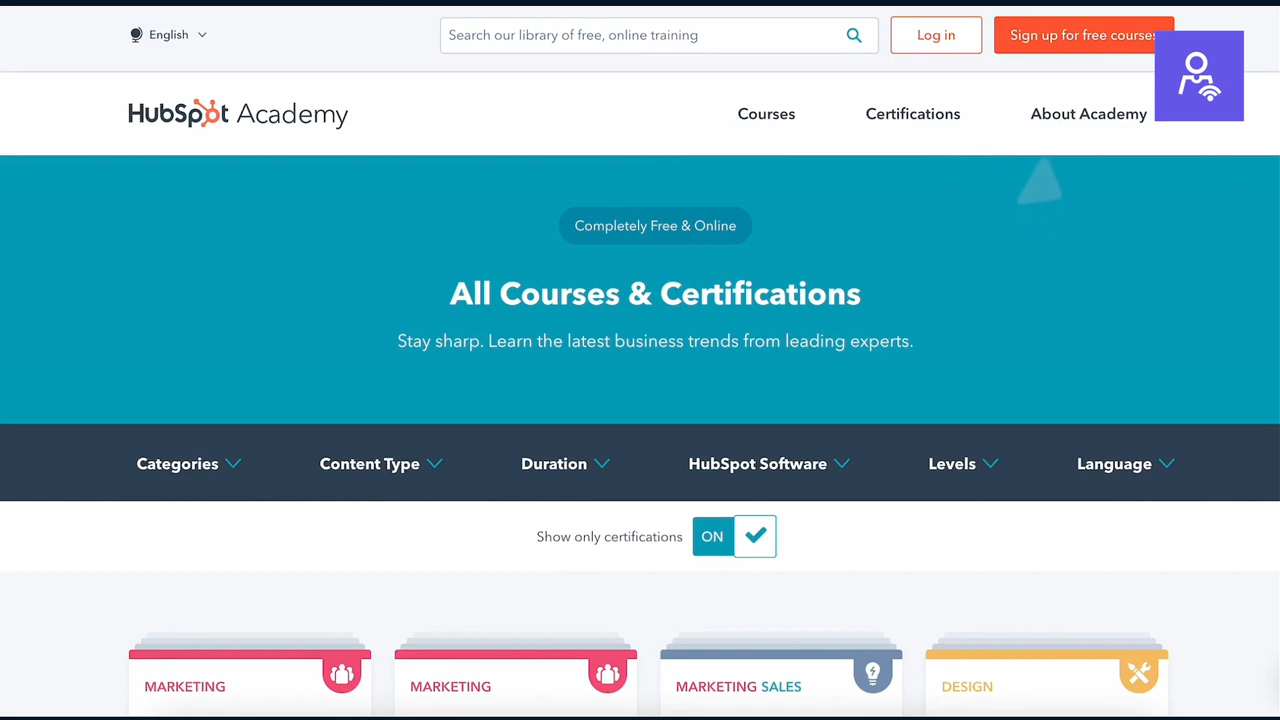 English
Search our library of free, online training
Log in
Sign up for free courses
HubSpot Academy
Courses
Certifications
About Academy
Completely Free & Online
All Courses & Certifications
Stay sharp. Learn the latest business trends from leading experts.
Categories
Content Type
Duration
HubSpot Software
Levels
Language
Show only certifications
ON
MARKETING
MARKETING
MARKETING SALES
DESIGN